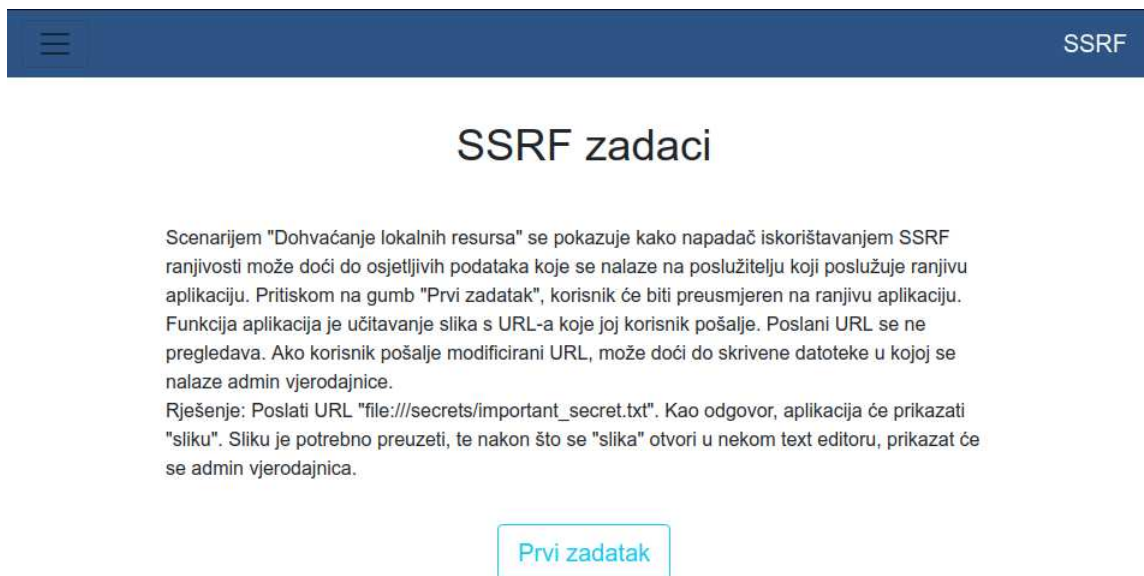 SSRF
SSRF zadaci
Scenarijem "Dohvaćanje lokalnih resursa" se pokazuje kako napadač iskorištavanjem SSRF
ranjivosti može doći do osjetljivih podataka koje se nalaze na poslužitelju koji poslužuje ranjivu
aplikaciju. Pritiskom na gumb "Prvi zadatak", korisnik će biti preusmjeren na ranjivu aplikaciju.
Funkcija aplikacija je učitavanje slika s URL-a koje joj korisnik pošalje. Poslani URL se ne
pregledava. Ako korisnik pošalje modificirani URL, može doći do skrivene datoteke u kojoj se
nalaze admin vjerodajnice.
Rješenje: Poslati URL "file:///secrets/important_secret.txt". Kao odgovor, aplikacija će prikazati
"sliku". Sliku je potrebno preuzeti, te nakon što se "slika" otvori u nekom text editoru, prikazat će
se admin vjerodajnica.
Prvi zadatak